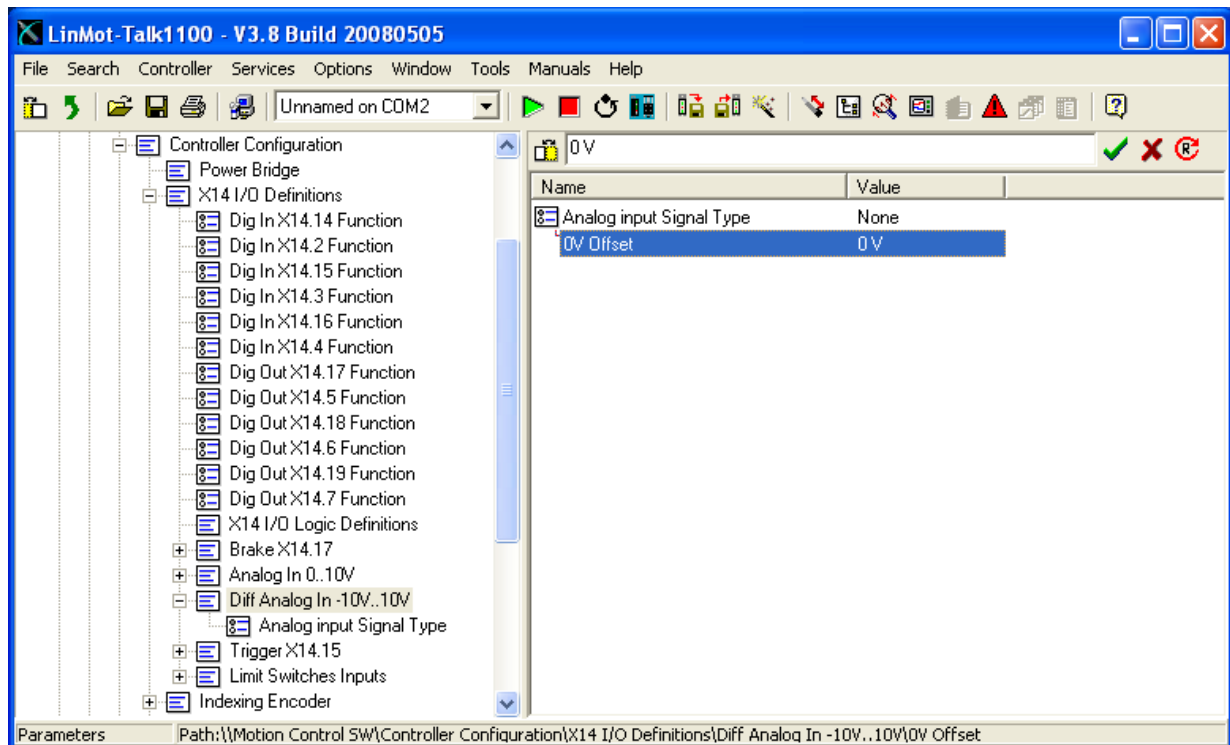 LinMot-Talk1100 - V3.8 Build 20080505
File Search Controller Services Options Window Tools Manuals Help
Unnamed on COM2
Controller Configuration
Power Bridge
X14 I/O Definitions
Dig In X14.14 Function
Dig In X14.2 Function
Dig In X14.15 Function
Dig In X14.3 Function
Dig In X14.16 Function
Dig In X14.4 Function
Dig Out X14.17 Function
Dig Out X14.5 Function
Dig Out X14.18 Function
Dig Out X14.6 Function
Dig Out X14.19 Function
Dig Out X14.7 Function
X14 I/O Logic Definitions
Brake X14.17
Analog In 0..10V
Diff Analog In -10V..10V
Analog input Signal Type
Trigger X14.15
Limit Switches Inputs
Indexing Encoder
0 V
Name Value
Analog input Signal Type None
0V Offset 0 V
Parameters Path:\\Motion Control SW\Controller Configuration\X14 I/O Definitions\Diff Analog In -10V..10V\0V Offset